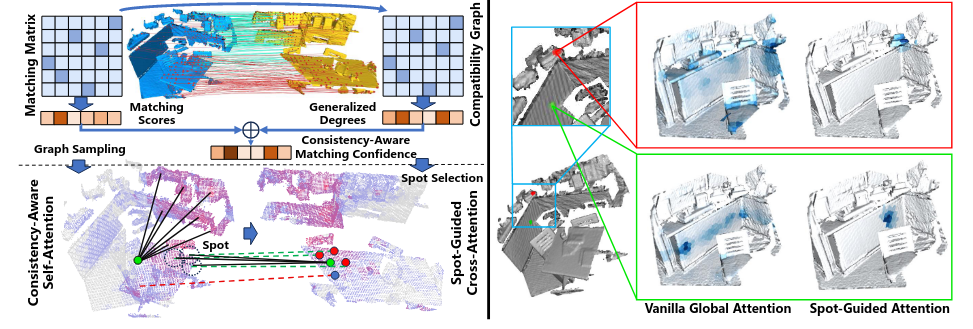 Matching Matrix
Matching
Scores
Generalized
Degrees
Compatibility Graph
Consistency-Aware
Matching Confidence
Graph Sampling
Spot Selection
Consistency-Aware
Self-Attention
Spot
Spot-Guided
Cross-Attention
Vanilla Global Attention
Spot-Guided Attention